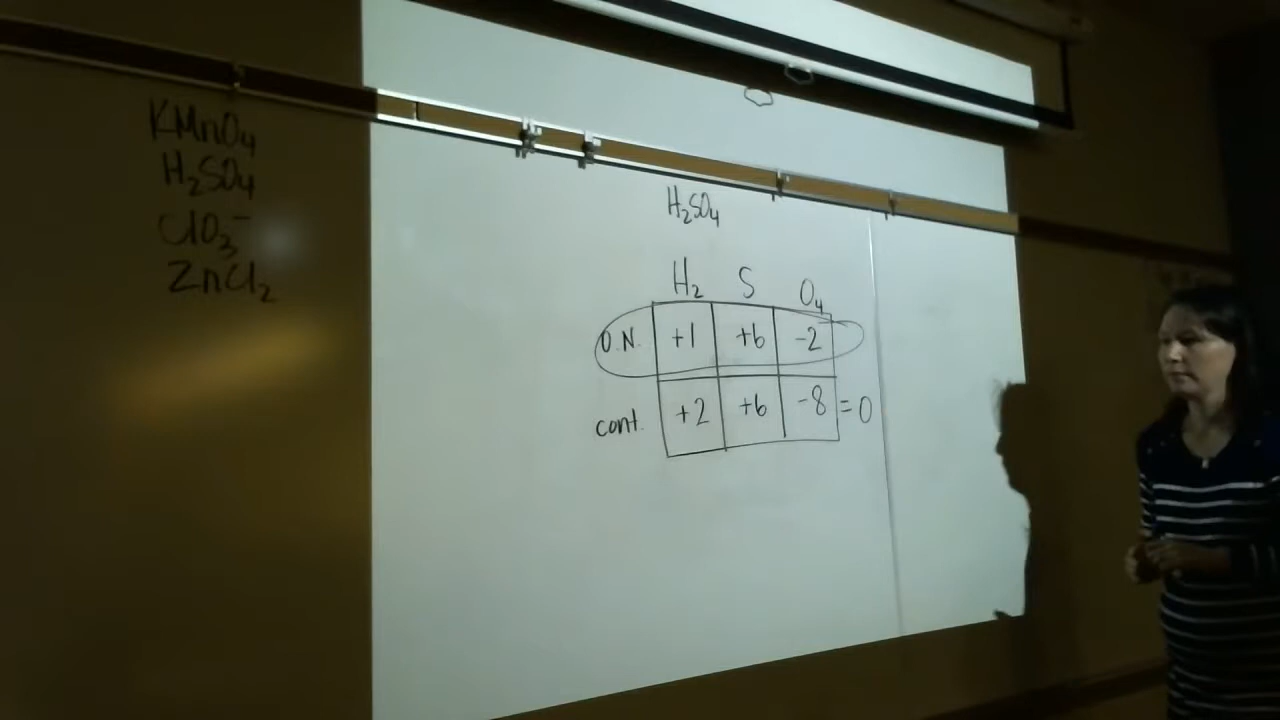 KMnO₄
H₂SO₄
ClO₃⁻
ZnCl₂
H₂SO₄
H₂ S O₄
O.N. +1 +6 -2
cont. +2 +6 -8 = 0